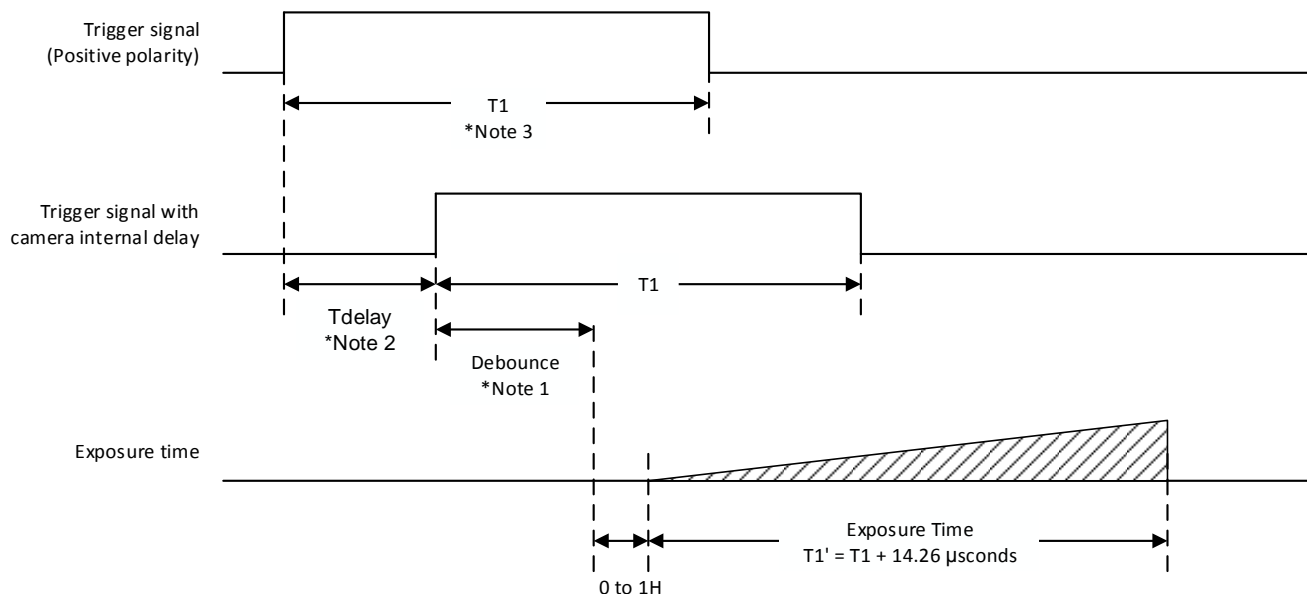 Trigger signal
(Positive polarity)
T1
*Note 3
Trigger signal with
camera internal delay
T1
Tdelay
*Note 2
Debounce
*Note 1
Exposure time
Exposure Time
T1' = T1 + 14.26 μsconds
0 to 1H